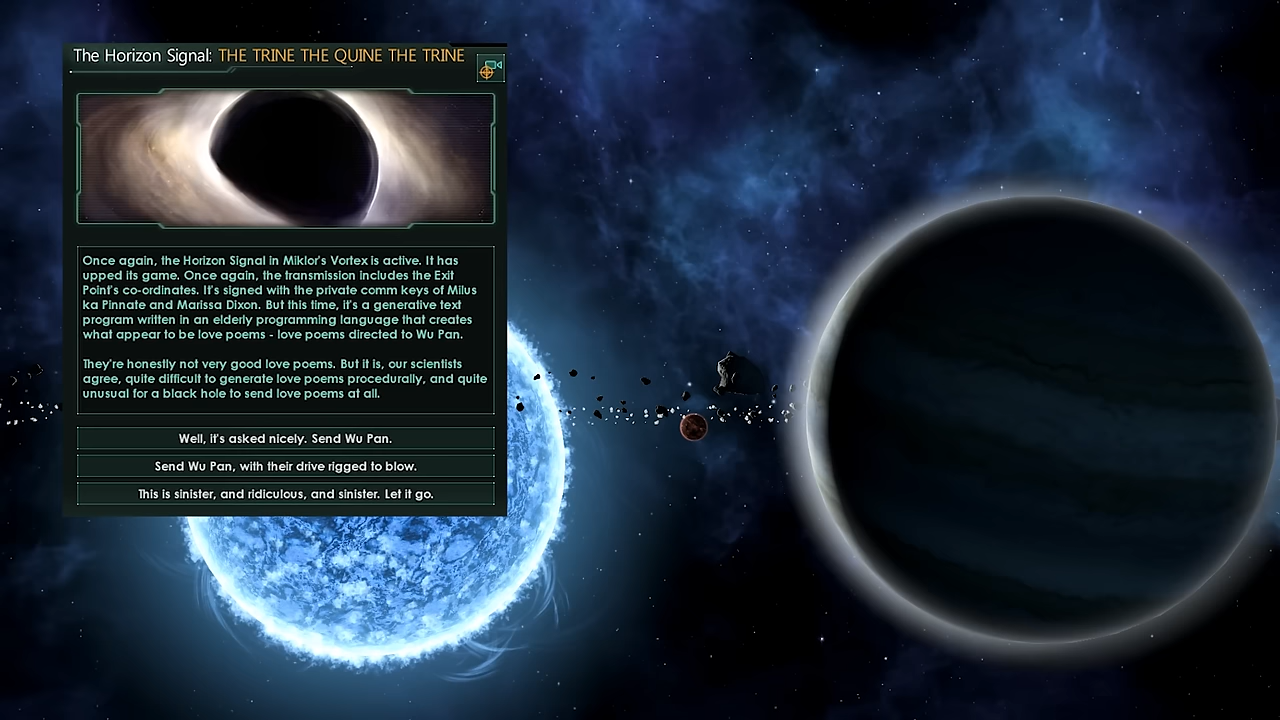 The Horizon Signal: THE TRINE THE QUINE THE TRINE
Once again, the Horizon Signal in Miklor's Vortex is active. It has
upped its game. Once again, the transmission includes the Exit
Point's co-ordinates. It's signed with the private comm keys of Milus
ka Pinnate and Marissa Dixon. But this time, it's a generative text
program written in an elderly programming language that creates
what appear to be love poems - love poems directed to Wu Pan.
They're honestly not very good love poems. But it is, our scientists
agree, quite difficult to generate love poems procedurally, and quite
unusual for a black hole to send love poems at all.
Well, it's asked nicely. Send Wu Pan.
Send Wu Pan, with their drive rigged to blow.
This is sinister, and ridiculous, and sinister. Let it go.